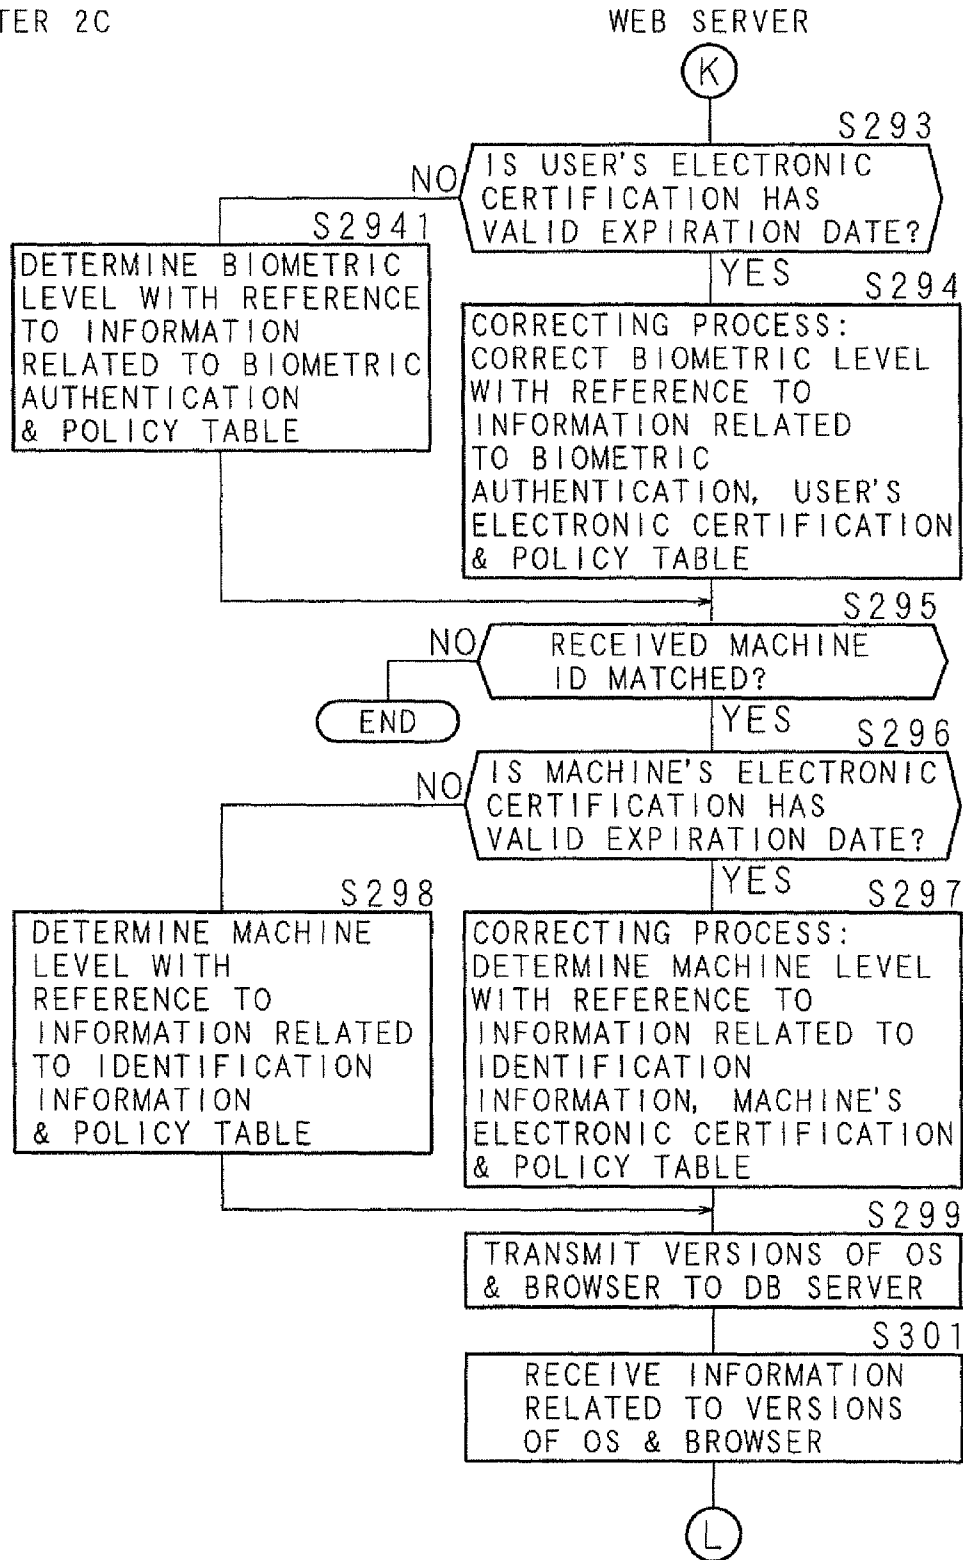 TER 2C
WEB SERVER
K
S293
IS USER'S ELECTRONIC
CERTIFICATION HAS
VALID EXPIRATION DATE?
NO
YES
S2941
DETERMINE BIOMETRIC
LEVEL WITH REFERENCE
TO INFORMATION
RELATED TO BIOMETRIC
AUTHENTICATION
& POLICY TABLE
S294
CORRECTING PROCESS:
CORRECT BIOMETRIC LEVEL
WITH REFERENCE TO
INFORMATION RELATED
TO BIOMETRIC
AUTHENTICATION, USER'S
ELECTRONIC CERTIFICATION
& POLICY TABLE
S295
NO
RECEIVED MACHINE
ID MATCHED?
END
YES
S296
NO
IS MACHINE'S ELECTRONIC
CERTIFICATION HAS
VALID EXPIRATION DATE?
YES
S298
DETERMINE MACHINE
LEVEL WITH
REFERENCE TO
INFORMATION RELATED
TO IDENTIFICATION
INFORMATION
& POLICY TABLE
S297
CORRECTING PROCESS:
DETERMINE MACHINE LEVEL
WITH REFERENCE TO
INFORMATION RELATED TO
IDENTIFICATION
INFORMATION, MACHINE'S
ELECTRONIC CERTIFICATION
& POLICY TABLE
S299
TRANSMIT VERSIONS OF OS
& BROWSER TO DB SERVER
S301
RECEIVE INFORMATION
RELATED TO VERSIONS
OF OS & BROWSER
L